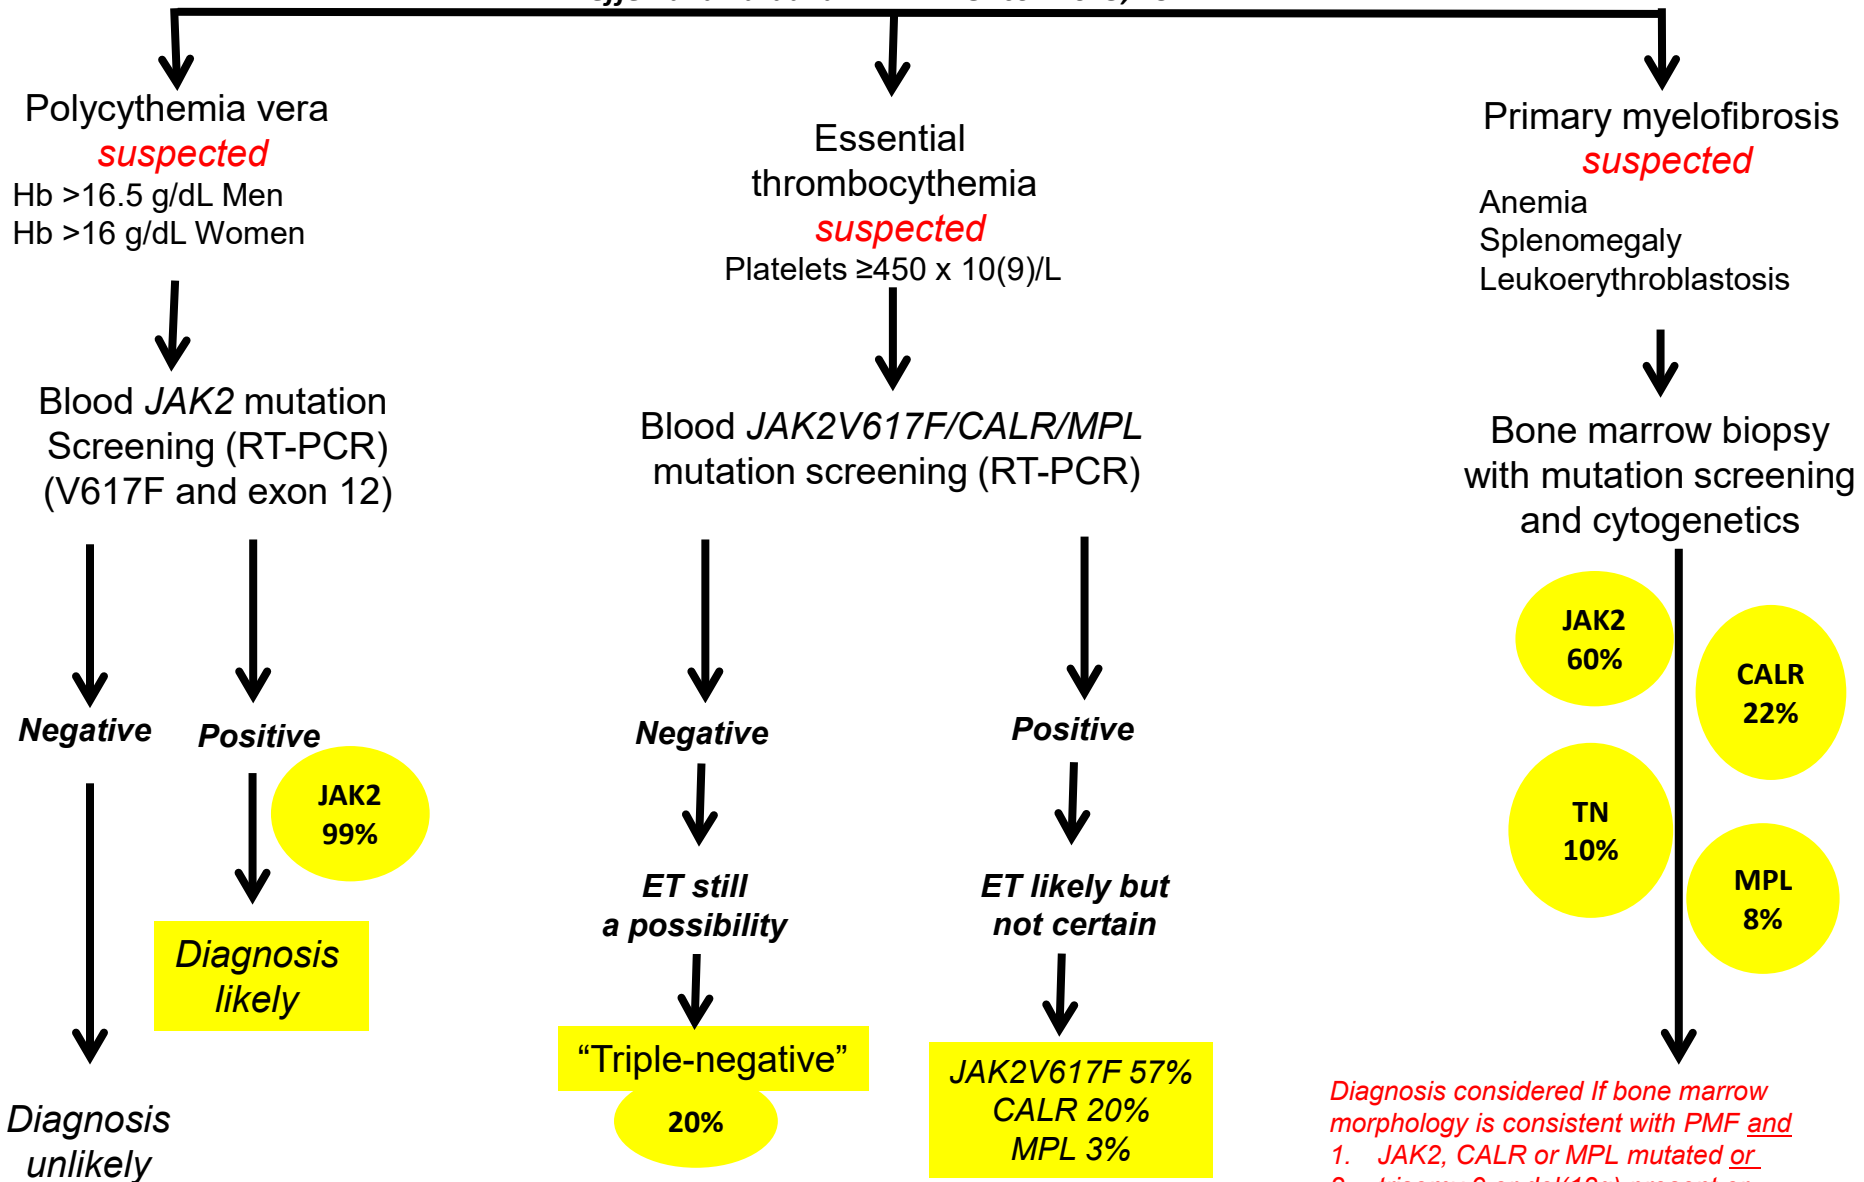 Polycythemia vera
suspected
Hb >16.5 g/dL Men
Hb >16 g/dL Women
Blood JAK2 mutation
Screening (RT-PCR)
(V617F and exon 12)
Negative
Positive
JAK2
99%
Diagnosis
likely
Diagnosis
unlikely
Essential
thrombocythemia
suspected
Platelets ≥450 x 10(9)/L
Blood JAK2V617F/CALR/MPL
mutation screening (RT-PCR)
Negative
Positive
ET still
a possibility
ET likely but
not certain
“Triple-negative”
20%
JAK2V617F 57%
CALR 20%
MPL 3%
Primary myelofibrosis
suspected
Anemia
Splenomegaly
Leukoerythroblastosis
Bone marrow biopsy
with mutation screening
and cytogenetics
JAK2
60%
CALR
22%
TN
10%
MPL
8%
Diagnosis considered If bone marrow
morphology is consistent with PMF and
1. JAK2, CALR or MPL mutated or